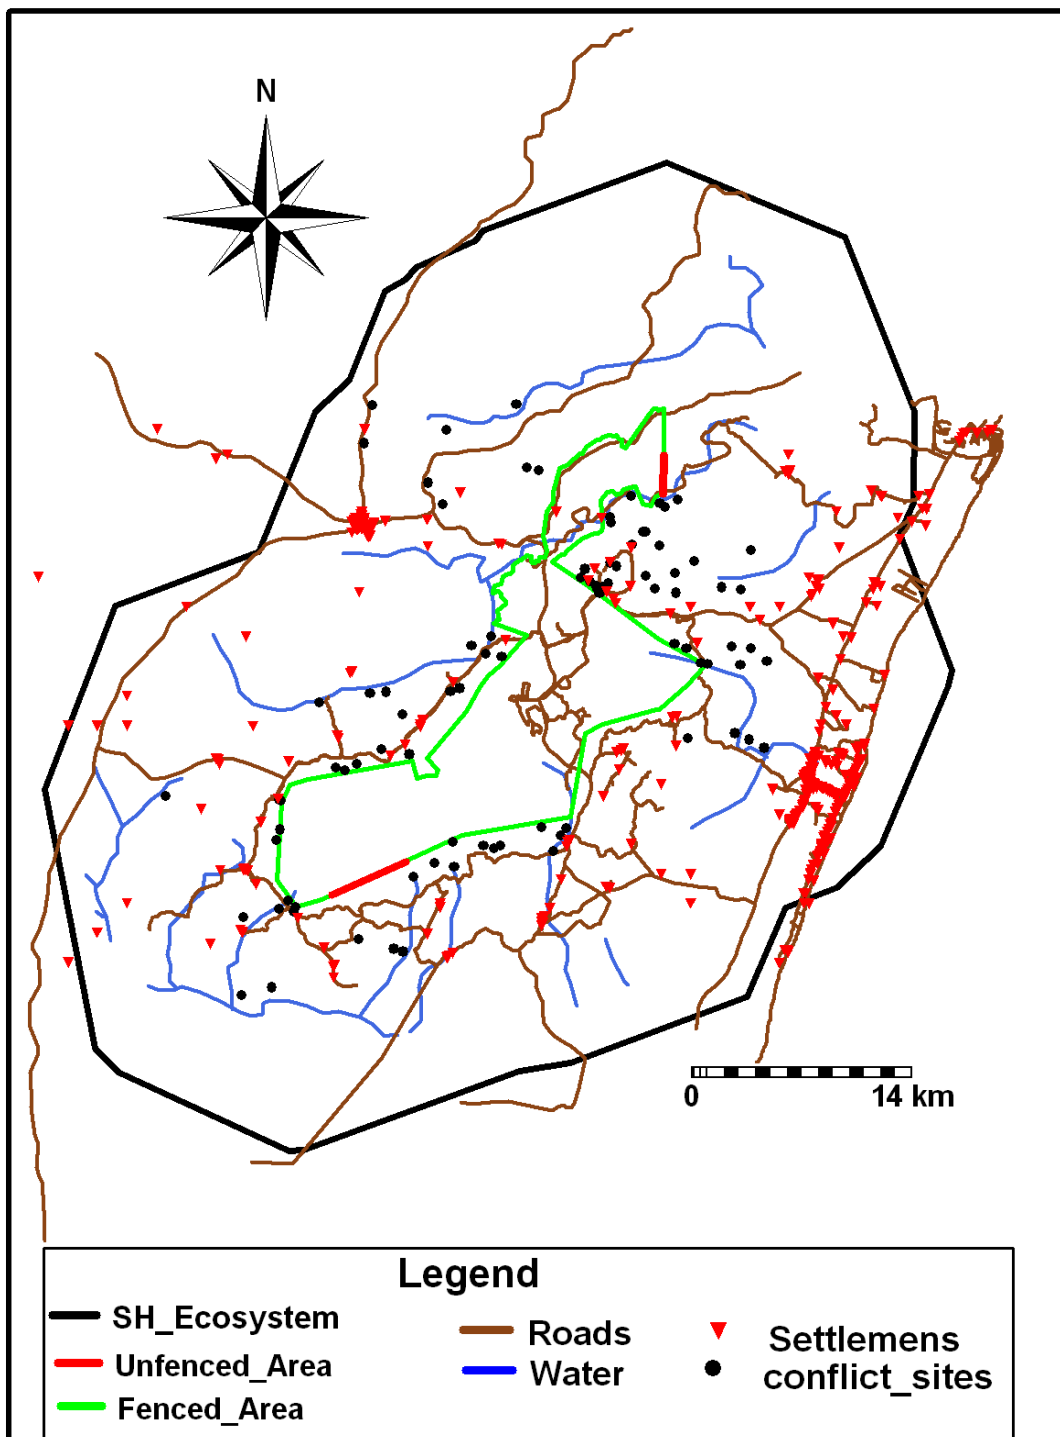 N
0 14 km
Legend
SH_Ecosystem
Unfenced_Area
Fenced_Area
Roads
Water
Settlemens
conflict_sites